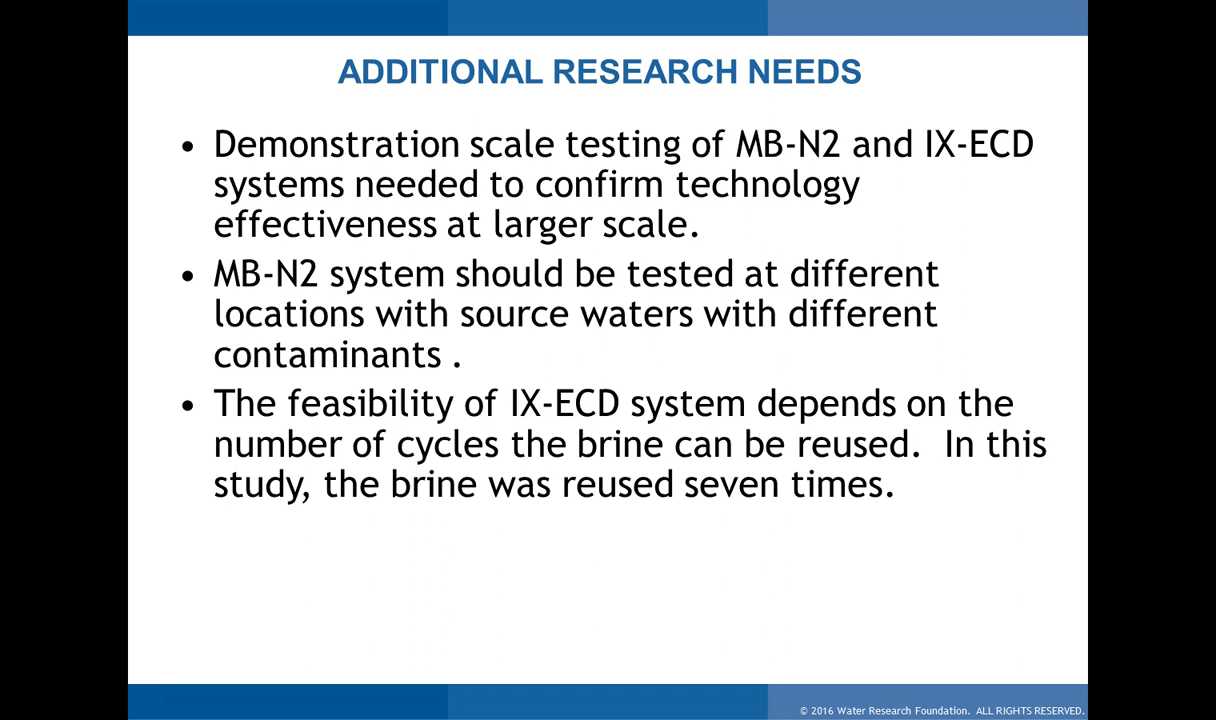 ADDITIONAL RESEARCH NEEDS
• Demonstration scale testing of MB-N2 and IX-ECD
systems needed to confirm technology
effectiveness at larger scale.
• MB-N2 system should be tested at different
locations with source waters with different
contaminants .
• The feasibility of IX-ECD system depends on the
number of cycles the brine can be reused.  In this
study, the brine was reused seven times.
© 2016 Water Research Foundation.  ALL RIGHTS RESERVED.